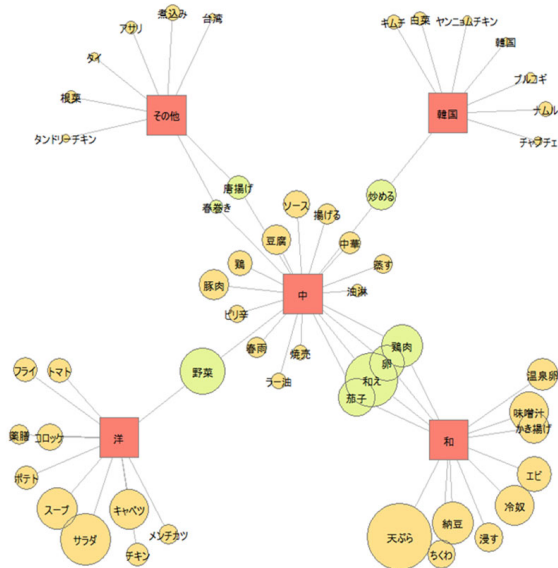 煮込み
台湾
アサリ
タイ
根菜
タンドリーチキン
その他
キムチ
白菜
ヤンニョムチキン
韓国
プルコギ
ナムル
チャプチェ
韓国
唐揚げ
春巻き
炒める
ソース
揚げる
豆腐
中華
鶏
蒸す
豚肉
中
油淋
ピリ辛
春雨
焼売
ラー油
野菜
鶏肉
卵
和え
茄子
フライ
トマト
薬膳
コロッケ
洋
ポテト
スープ
キャベツ
サラダ
チキン
メンチカツ
温泉卵
味噌汁
かき揚げ
和
エビ
冷奴
天ぷら
納豆
浸す
ちくわ